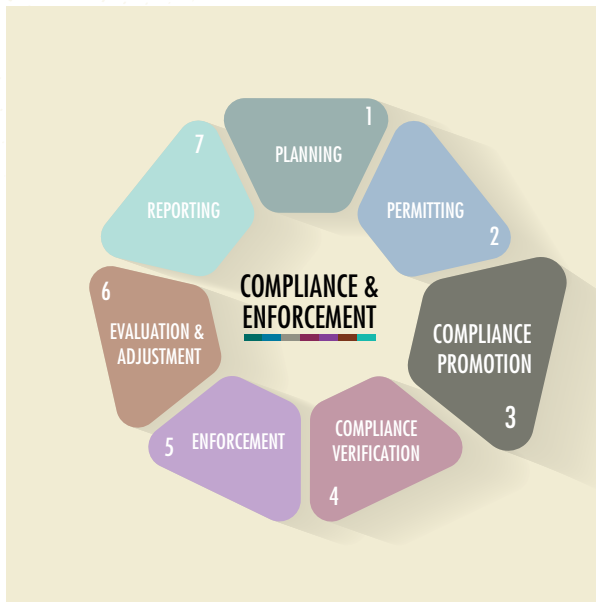 COMPLIANCE &
ENFORCEMENT
1
PLANNING
PERMITTING
2
COMPLIANCE
PROMOTION
3
COMPLIANCE
VERIFICATION
4
5
ENFORCEMENT
6
EVALUATION &
ADJUSTMENT
7
REPORTING